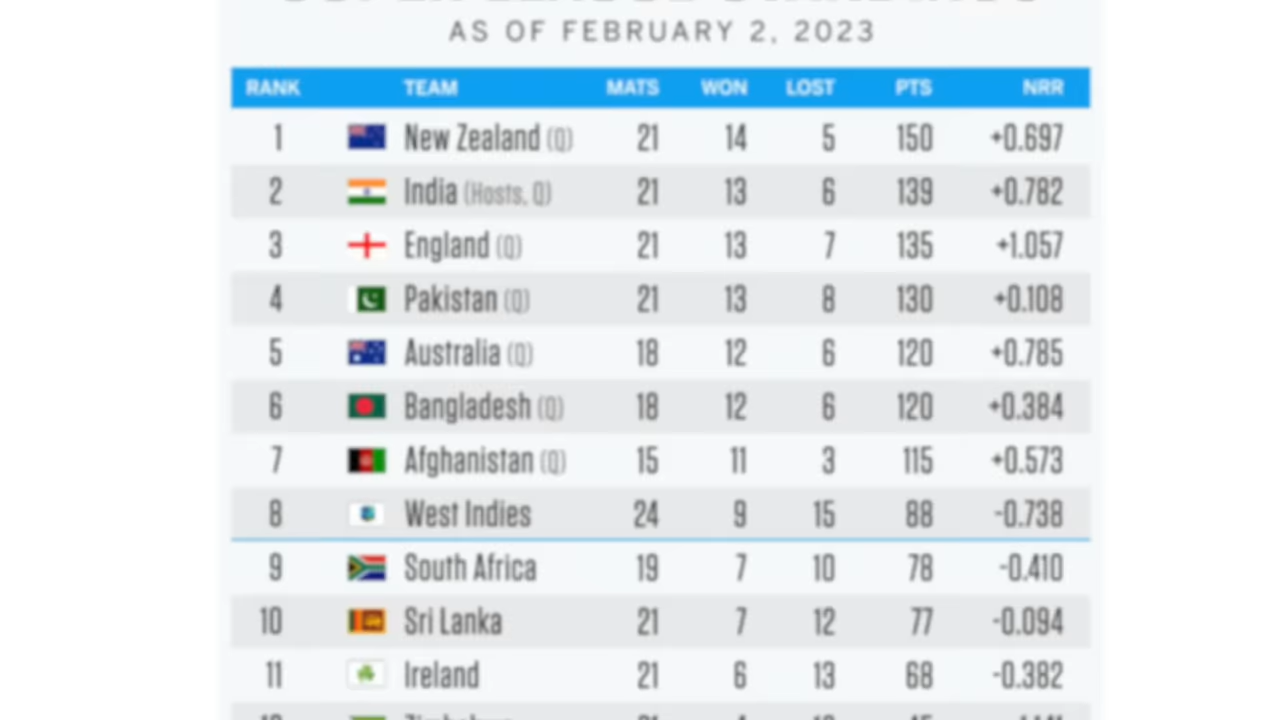 AS OF FEBRUARY 2, 2023
RANK TEAM MATS WON LOST PTS NRR
1 New Zealand (Q) 21 14 5 150 +0.697
2 India (Hosts, Q) 21 13 6 139 +0.782
3 England (Q) 21 13 7 135 +1.057
4 Pakistan (Q) 21 13 8 130 +0.108
5 Australia (Q) 18 12 6 120 +0.785
6 Bangladesh (Q) 18 12 6 120 +0.384
7 Afghanistan (Q) 15 11 3 115 +0.573
8 West Indies 24 9 15 88 -0.738
9 South Africa 19 7 10 78 -0.410
10 Sri Lanka 21 7 12 77 -0.094
11 Ireland 21 6 13 68 -0.382